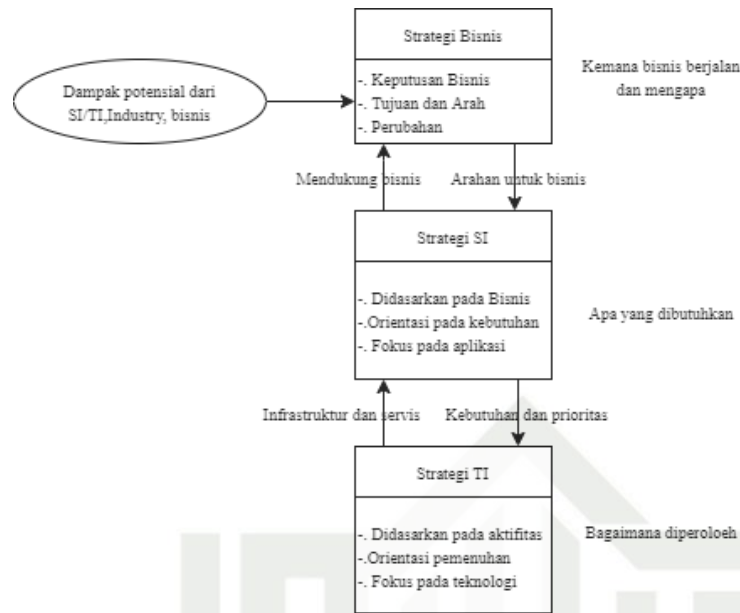 Strategi Bisnis
Dampak potensial dari
SI/TI,Industry, bisnis
-. Keputusan Bisnis
-. Tujuan dan Arah
-. Perubahan
Kemana bisnis berjalan
dan mengapa
Mendukung bisnis
Arahan untuk bisnis
Strategi SI
-. Didasarkan pada Bisnis
-.Orientasi pada kebutuhan
-. Fokus pada aplikasi
Apa yang dibutuhkan
Infrastruktur dan servis
Kebutuhan dan prioritas
Strategi TI
-. Didasarkan pada aktifitas
-.Orientasi pemenuhan
-. Fokus pada teknologi
Bagaimana diperoloeh